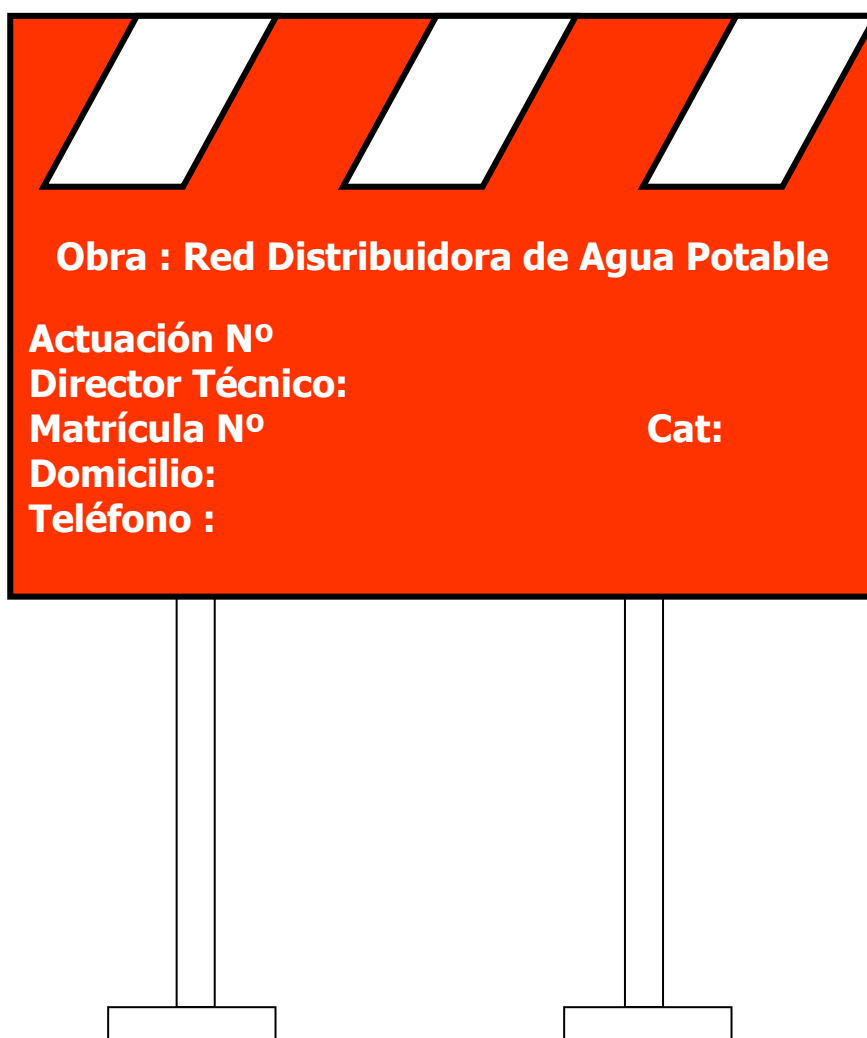 Obra : Red Distribuidora de Agua Potable
Actuación Nº
Director Técnico:
Matrícula Nº Cat:
Domicilio:
Teléfono :